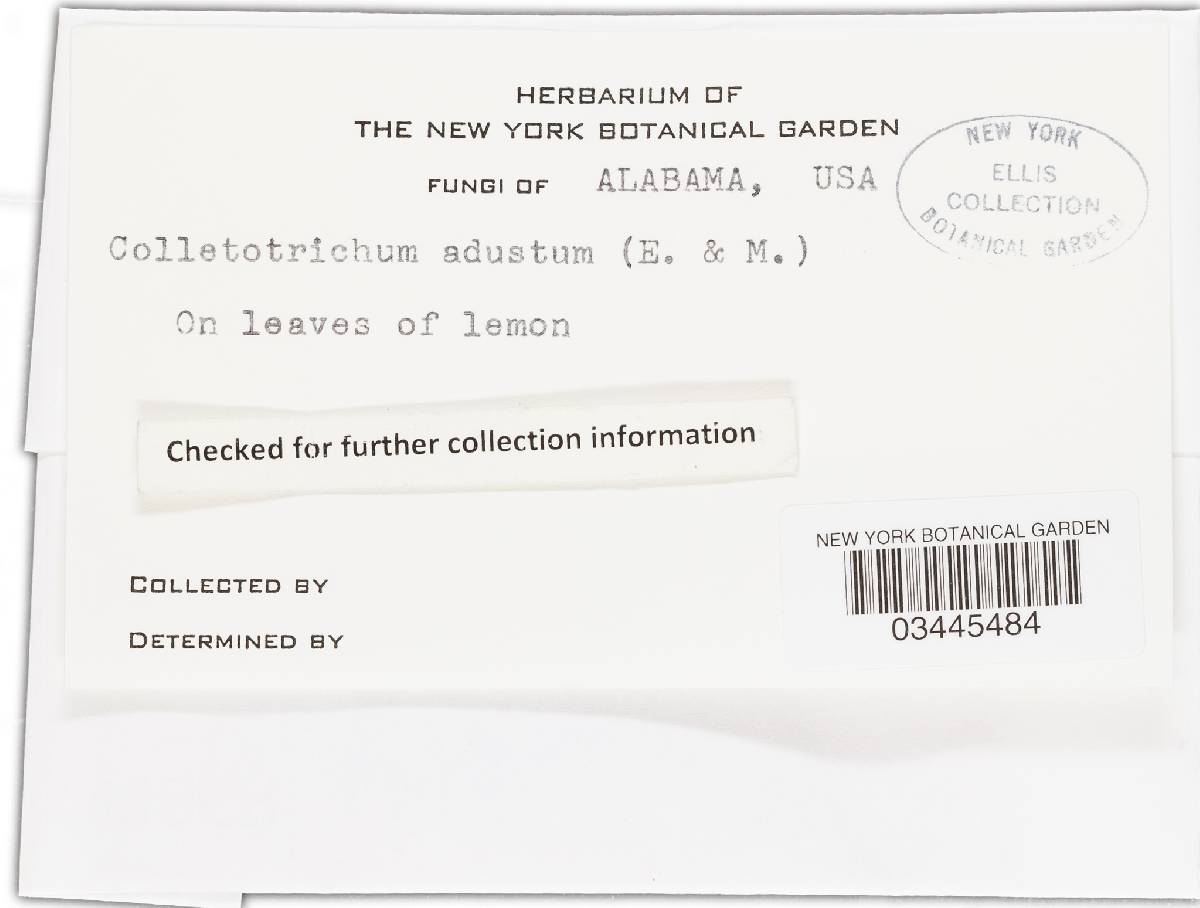 HERBARIUM OF
THE NEW YORK BOTANICAL GARDEN
FUNGI OF ALABAMA, USA
NEW YORK
ELLIS
COLLECTION
BOTANICAL GARDEN
Colletotrichum adustum (E. & M.)
On leaves of lemon
Checked for further collection information
NEW YORK BOTANICAL GARDEN
03445484
COLLECTED BY
DETERMINED BY